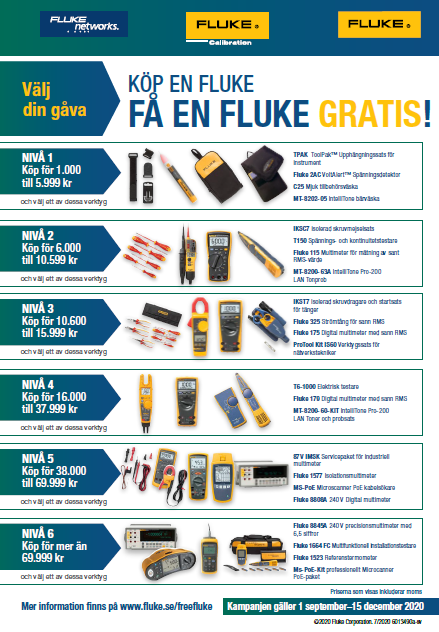 FLUKE networks.
FLUKE®
Calibration
FLUKE®
Välj
din gåva
KÖP EN FLUKE
FÅ EN FLUKE GRATIS!
NIVÅ 1
Köp för 1.000
till 5.999 kr
och välj ett av dessa verktyg
TPAK ToolPak™ Upphängningssats för
instrument
Fluke 2AC VoltAlert™ Spänningsdetektor
C25 Mjuk tillbehörsväska
MT-8202-05 IntelliTone bärväska
NIVÅ 2
Köp för 6.000
till 10.599 kr
och välj ett av dessa verktyg
IKSC7 Isolerad skruvmejselsats
T150 Spännings- och kontinuitetstestare
Fluke 115 Multimeter för mätning av sant
RMS-värde
MT-8200-63A IntelliTone Pro-200
LAN Tonprob
NIVÅ 3
Köp för 10.600
till 15.999 kr
och välj ett av dessa verktyg
IKST7 Isolerad skruvdragare och startsats
för tänger
Fluke 325 Strömtång för sann RMS
Fluke 175 Digital multimeter med sann RMS
ProTool Kit IS60 Verktygssats för
nätverkstekniker
NIVÅ 4
Köp för 16.000
till 37.999 kr
och välj ett av dessa verktyg
T6-1000 Elektrisk testare
Fluke 179 Digital multimeter med sann RMS
MT-8200-60-KIT IntelliTone Pro-200
LAN Toner och probsats
NIVÅ 5
Köp för 38.000
till 69.999 kr
och välj ett av dessa verktyg
87V IMSK Servicepaket för industriell
multimeter
Fluke 1577 Isolationsmultimeter
MS-PoE Microscanner PoE kabelsökare
Fluke 8808A 240 V Digital multimeter
NIVÅ 6
Köp för mer än
69.999 kr
och välj ett av dessa verktyg
Fluke 8845A 240 V precisionsmultimeter med
6,5 siffror
Fluke 1664 FC Multifunktionell installationstestare
Fluke 1523 Referenstermometer
Ms-PoE-Kit professionellt Microscanner
PoE-paket
Priserna som visas inkluderar moms
Mer information finns på www.fluke.se/freefluke
Kampanjen gäller 1 september–15 december 2020
©2020 Fluke Corporation. 7/2020 6013490a-sv